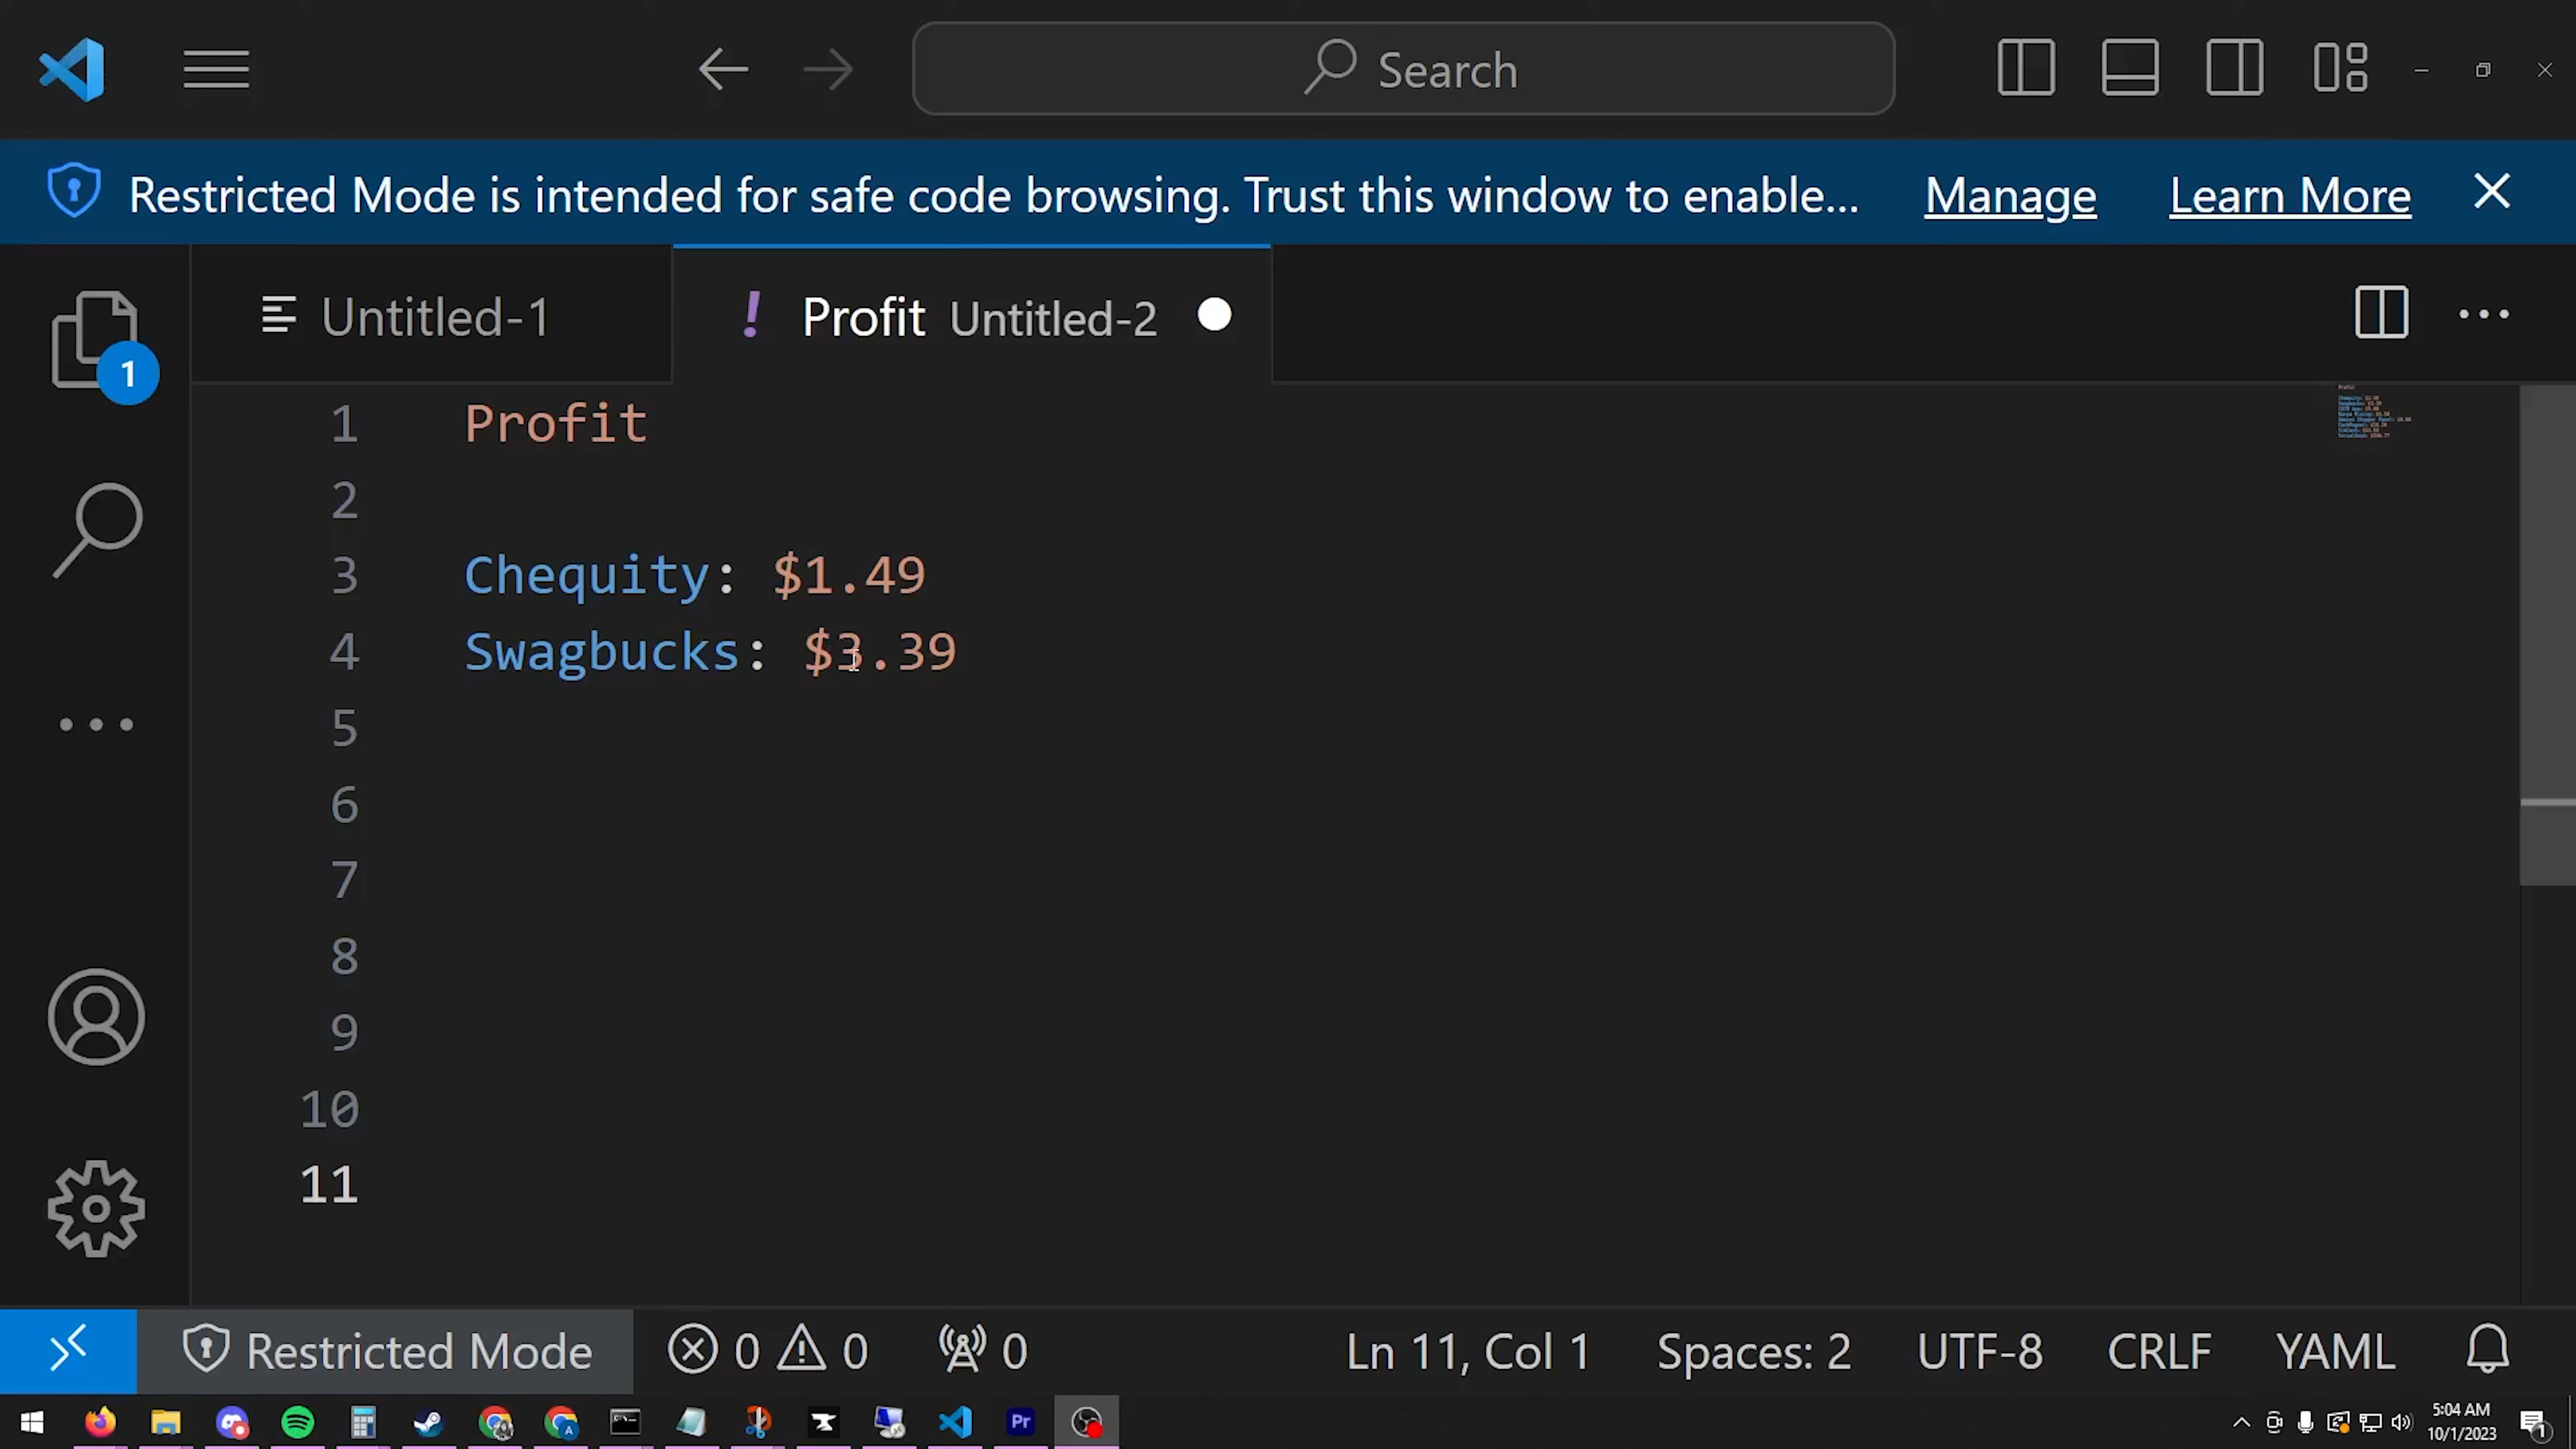 Search
Restricted Mode is intended for safe code browsing. Trust this window to enable... Manage Learn More
1
Untitled-1
! Profit Untitled-2
1 Profit
2
3 Chequity: $1.49
4 Swagbucks: $3.39
5
6
7
8
9
10
11
Restricted Mode 0 0 0 Ln 11, Col 1 Spaces: 2 UTF-8 CRLF YAML
A Pr 5:04 AM 1
10/1/2023